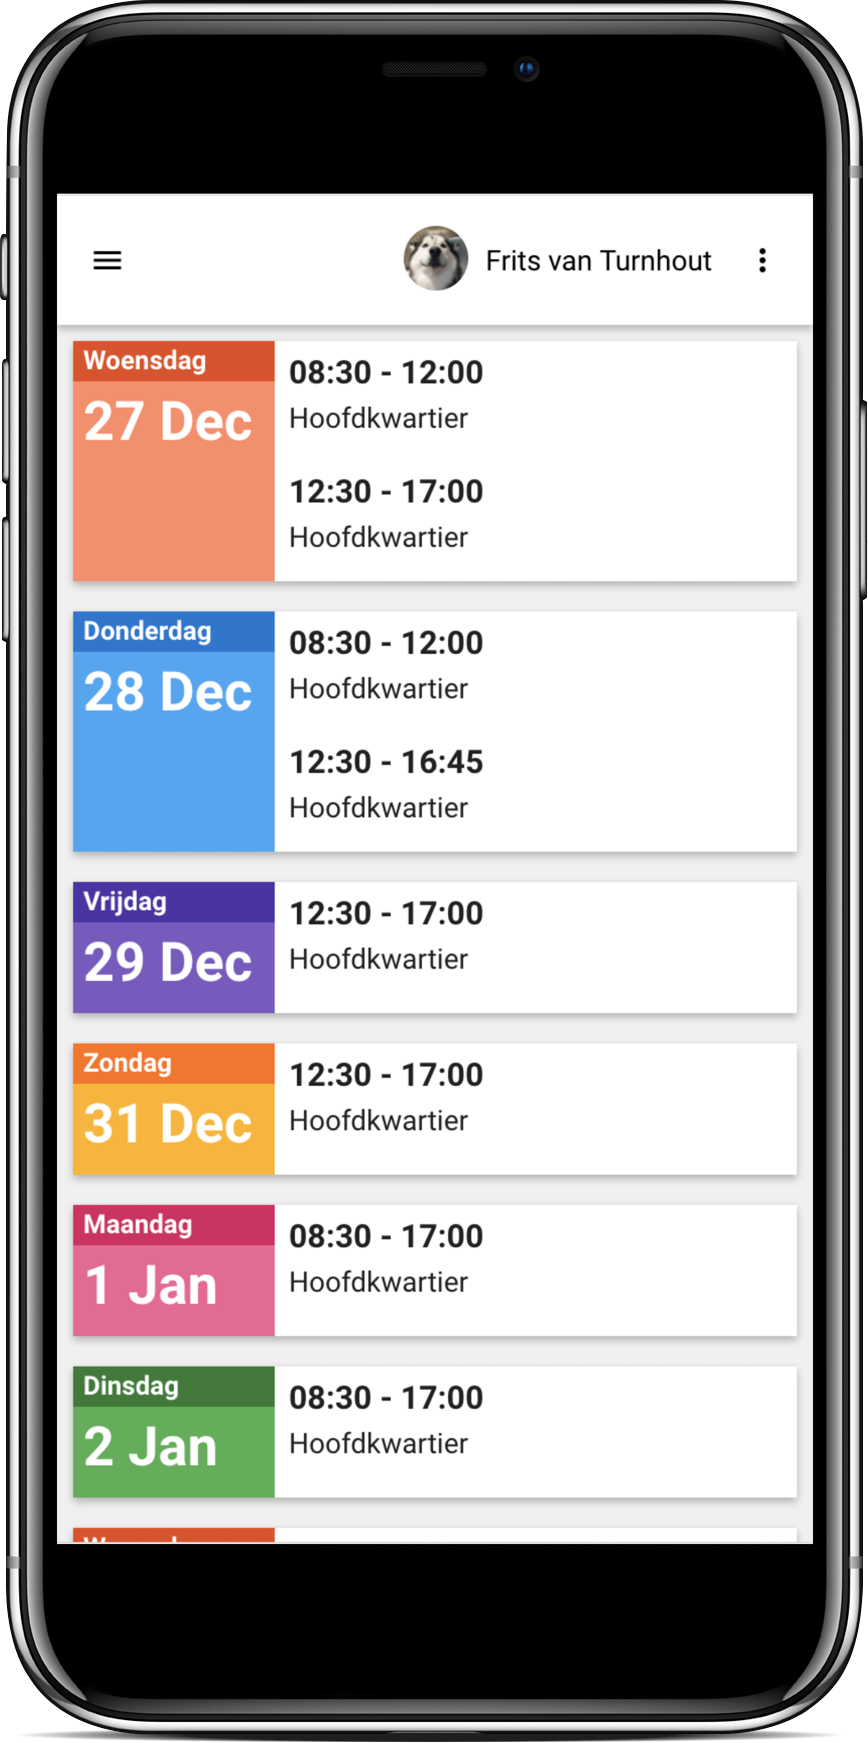 Frits van Turnhout
Woensdag
27 Dec
08:30 - 12:00
Hoofdkwartier
12:30 - 17:00
Hoofdkwartier
Donderdag
28 Dec
08:30 - 12:00
Hoofdkwartier
12:30 - 16:45
Hoofdkwartier
Vrijdag
29 Dec
12:30 - 17:00
Hoofdkwartier
Zondag
31 Dec
12:30 - 17:00
Hoofdkwartier
Maandag
1 Jan
08:30 - 17:00
Hoofdkwartier
Dinsdag
2 Jan
08:30 - 17:00
Hoofdkwartier